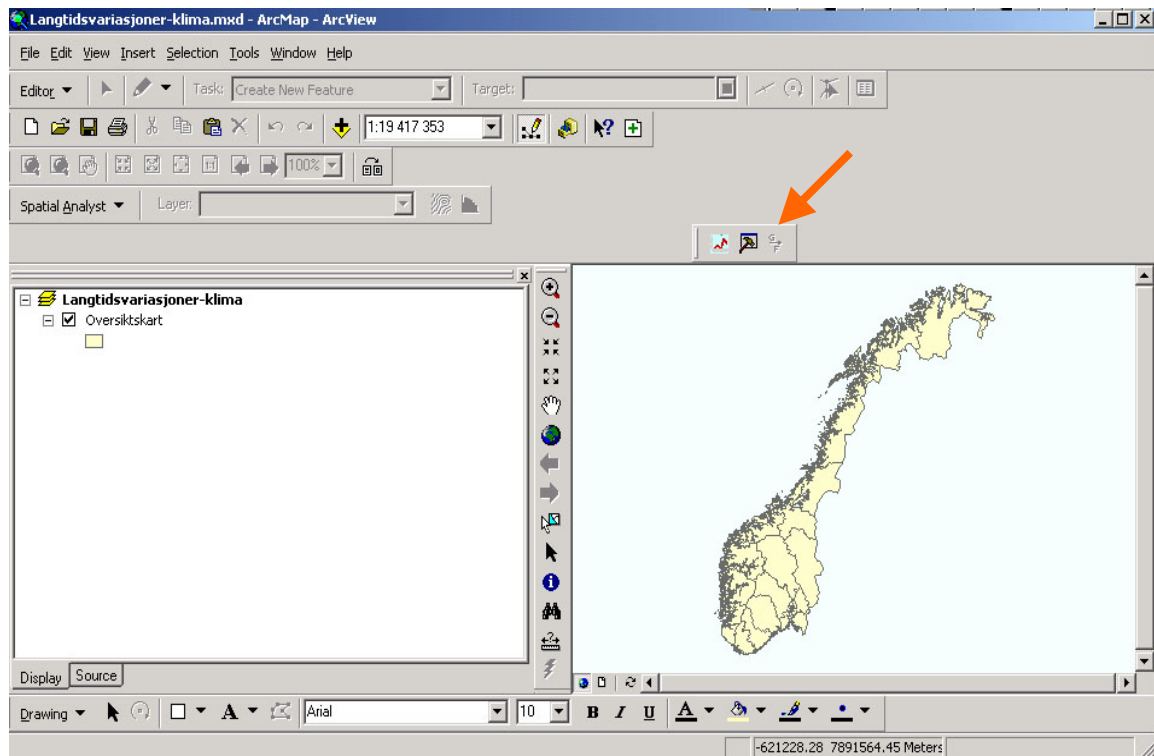 Langtidsvariasjoner-klima.mxd - ArcMap - ArcView
File Edit View Insert Selection Tools Window Help
Editor Task: Create New Feature Target:
1:19 417 353
100%
Spatial Analyst Layer:
Langtidsvariasjoner-klima
Oversiktskart
Display Source
Drawing A Arial 10 B I U A
-621228.28 7891564.45 Meters